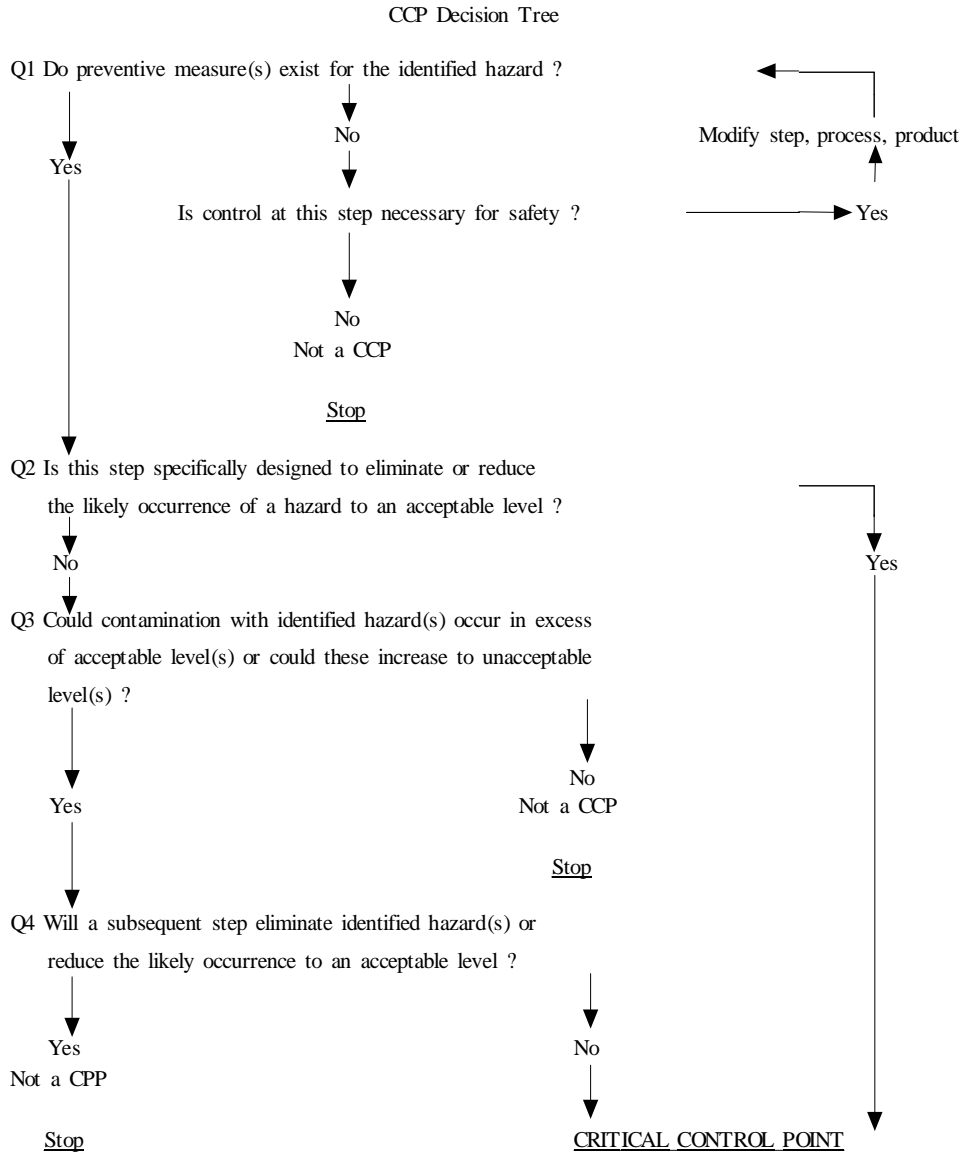 CCP Decision Tree
Q1 Do preventive measure(s) exist for the identified hazard ?
No
Modify step, process, product
Yes
Is control at this step necessary for safety ?
Yes
No
Not a CCP
Stop
Q2 Is this step specifically designed to eliminate or reduce
the likely occurrence of a hazard to an acceptable level ?
No
Yes
Q3 Could contamination with identified hazard(s) occur in excess
of acceptable level(s) or could these increase to unacceptable
level(s) ?
No
Yes
Not a CCP
Stop
Q4 Will a subsequent step eliminate identified hazard(s) or
reduce the likely occurrence to an acceptable level ?
Yes
No
Not a CPP
Stop
CRITICAL CONTROL POINT